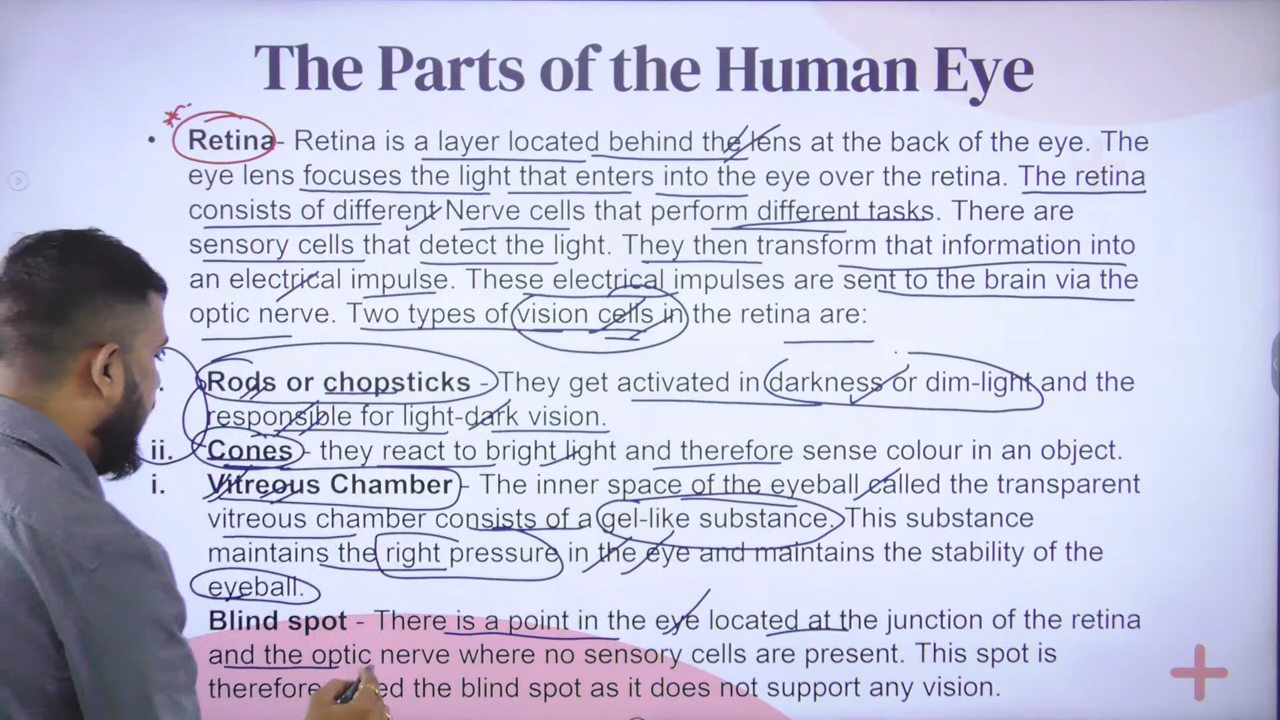 The Parts of the Human Eye
• Retina- Retina is a layer located behind the lens at the back of the eye. The
eye lens focuses the light that enters into the eye over the retina. The retina
consists of different Nerve cells that perform different tasks. There are
sensory cells that detect the light. They then transform that information into
an electrical impulse. These electrical impulses are sent to the brain via the
optic nerve. Two types of vision cells in the retina are:
Rods or chopsticks - They get activated in darkness or dim-light and the
responsible for light-dark vision.
ii. Cones - they react to bright light and therefore sense colour in an object.
i. Vitreous Chamber - The inner space of the eyeball called the transparent
vitreous chamber consists of a gel-like substance. This substance
maintains the right pressure in the eye and maintains the stability of the
eyeball.
Blind spot - There is a point in the eye located at the junction of the retina
and the optic nerve where no sensory cells are present. This spot is
therefore the blind spot as it does not support any vision.